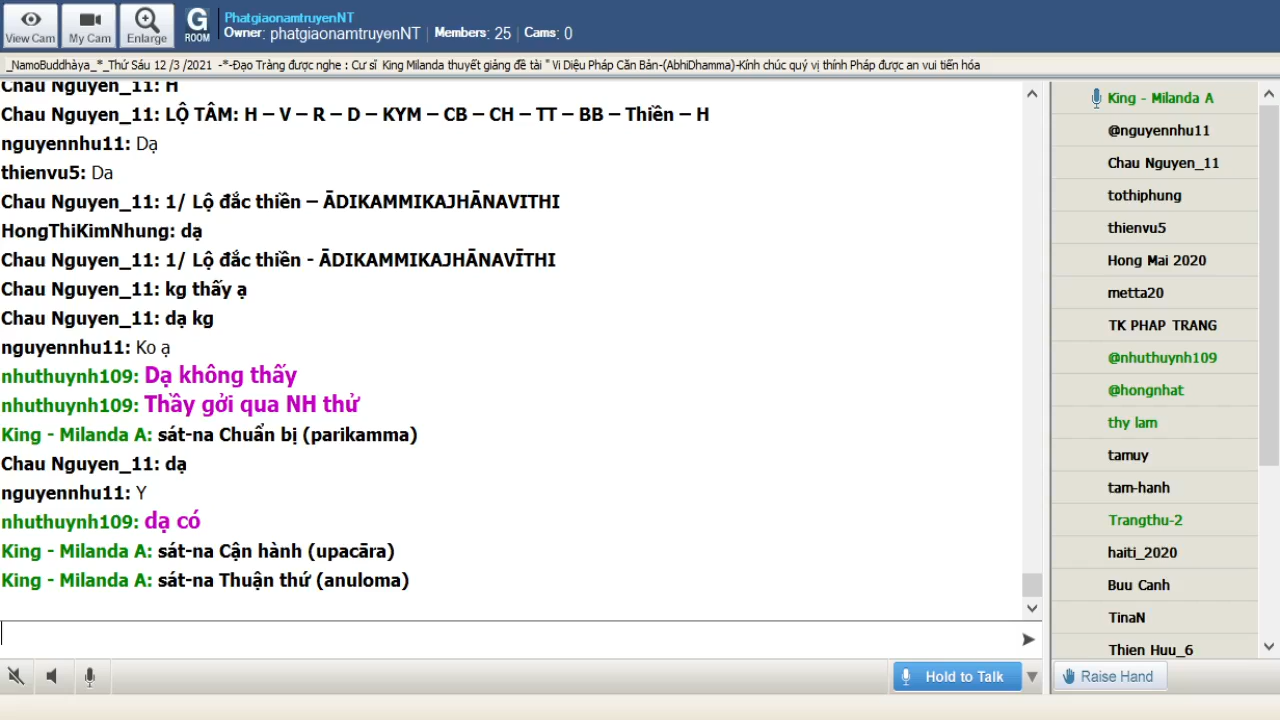 View Cam
My Cam
Enlarge
G
ROOM
PhatgiaonamtruyenNT
Owner: phatgiaonamtruyenNT | Members: 25 | Cams: 0
_NamoBuddhàya_*_Thứ Sáu 12 /3 /2021 -*-Đạo Tràng được nghe : Cư sĩ King Milanda thuyết giảng đề tài " Vi Diệu Pháp Căn Bản-(AbhiDhamma)-Kính chúc quý vị thính Pháp được an vui tiến hóa
Chau Nguyen_11: H
Chau Nguyen_11: LỘ TÂM: H – V – R – D – KYM – CB – CH – TT – BB – Thiền – H
nguyennhu11: Dạ
thienvu5: Da
Chau Nguyen_11: 1/ Lộ đắc thiền – ĀDIKAMMIKAJHĀNAVITHI
HongThiKimNhung: dạ
Chau Nguyen_11: 1/ Lộ đắc thiền - ĀDIKAMMIKAJHĀNAVĪTHI
Chau Nguyen_11: kg thấy ạ
Chau Nguyen_11: dạ kg
nguyennhu11: Ko ạ
nhuthuynh109: Dạ không thấy
nhuthuynh109: Thầy gởi qua NH thử
King - Milanda A: sát-na Chuẩn bị (parikamma)
Chau Nguyen_11: dạ
nguyennhu11: Y
nhuthuynh109: dạ có
King - Milanda A: sát-na Cận hành (upacāra)
King - Milanda A: sát-na Thuận thứ (anuloma)
Hold to Talk
King - Milanda A
@nguyennhu11
Chau Nguyen_11
tothiphung
thienvu5
Hong Mai 2020
metta20
TK PHAP TRANG
@nhuthuynh109
@hongnhat
thy lam
tamuy
tam-hanh
Trangthu-2
haiti_2020
Buu Canh
TinaN
Thien Huu_6
Raise Hand